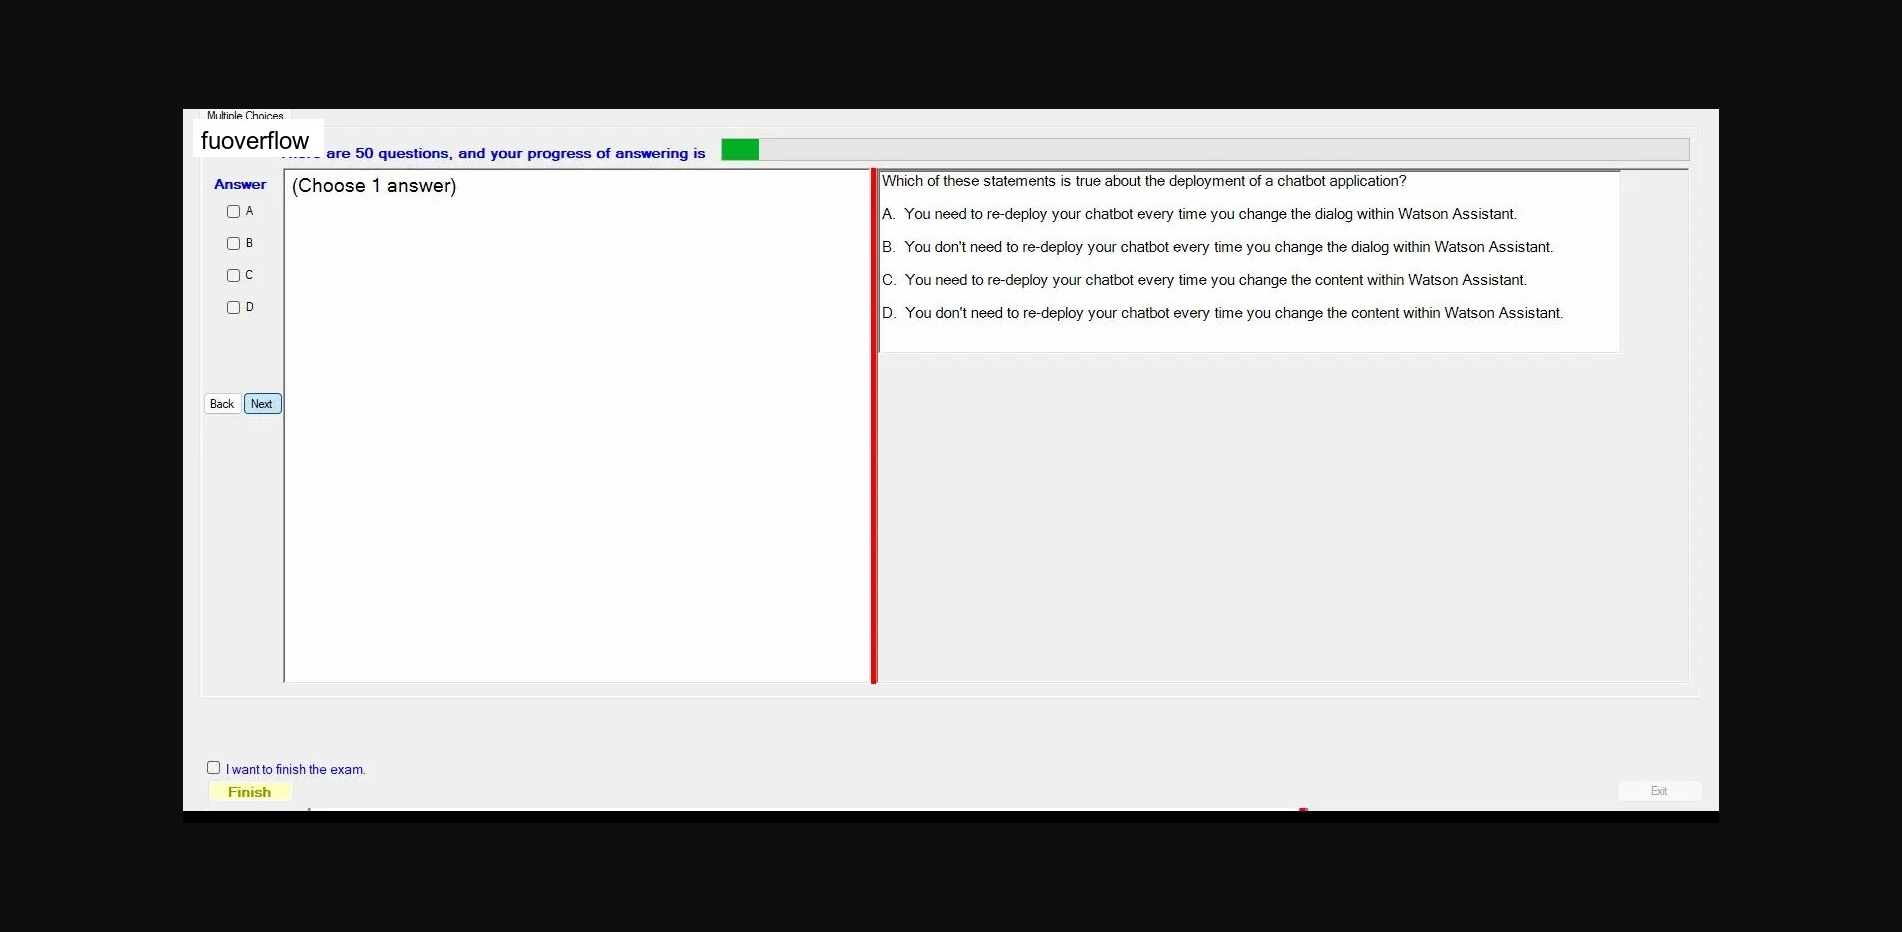 Multiple Choices
fuoverflow
are 50 questions, and your progress of answering is
Answer
(Choose 1 answer)
A
B
C
D
Back
Next
Which of these statements is true about the deployment of a chatbot application?
A. You need to re-deploy your chatbot every time you change the dialog within Watson Assistant.
B. You don't need to re-deploy your chatbot every time you change the dialog within Watson Assistant.
C. You need to re-deploy your chatbot every time you change the content within Watson Assistant.
D. You don't need to re-deploy your chatbot every time you change the content within Watson Assistant.
I want to finish the exam.
Finish
Exit